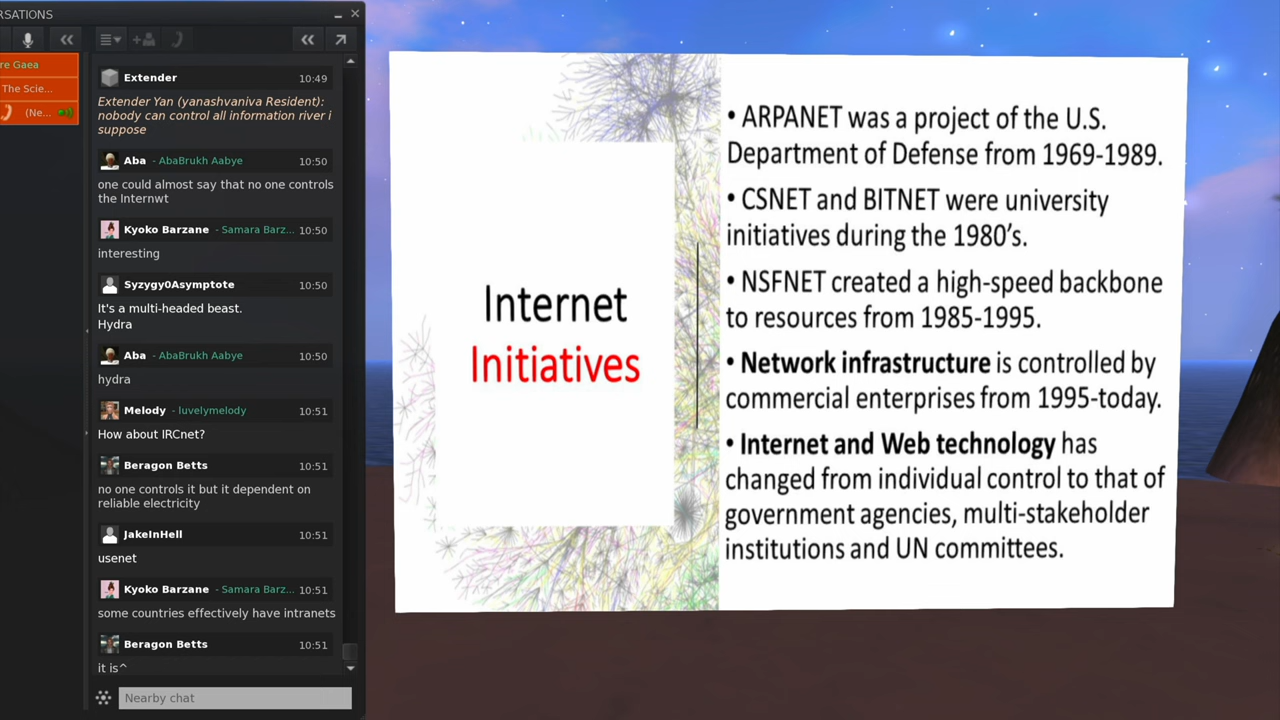 RSATIONS
re Gaea
The Scie...
(Ne...
Extender 10:49
Extender Yan (yanashvaniva Resident):
nobody can control all information river i
suppose
Aba - AbaBrukh Aabye 10:50
one could almost say that no one controls
the Internwt
Kyoko Barzane - Samara Barz... 10:50
interesting
Syzygy0Asymptote 10:50
It's a multi-headed beast.
Hydra
Aba - AbaBrukh Aabye 10:50
hydra
Melody - luvelymelody 10:51
How about IRCnet?
Beragon Betts 10:51
no one controls it but it dependent on
reliable electricity
JakeInHell 10:51
usenet
Kyoko Barzane - Samara Barz... 10:51
some countries effectively have intranets
Beragon Betts 10:51
it is^
Nearby chat
Internet
Initiatives
• ARPANET was a project of the U.S.
Department of Defense from 1969-1989.
• CSNET and BITNET were university
initiatives during the 1980's.
• NSFNET created a high-speed backbone
to resources from 1985-1995.
• Network infrastructure is controlled by
commercial enterprises from 1995-today.
• Internet and Web technology has
changed from individual control to that of
government agencies, multi-stakeholder
institutions and UN committees.